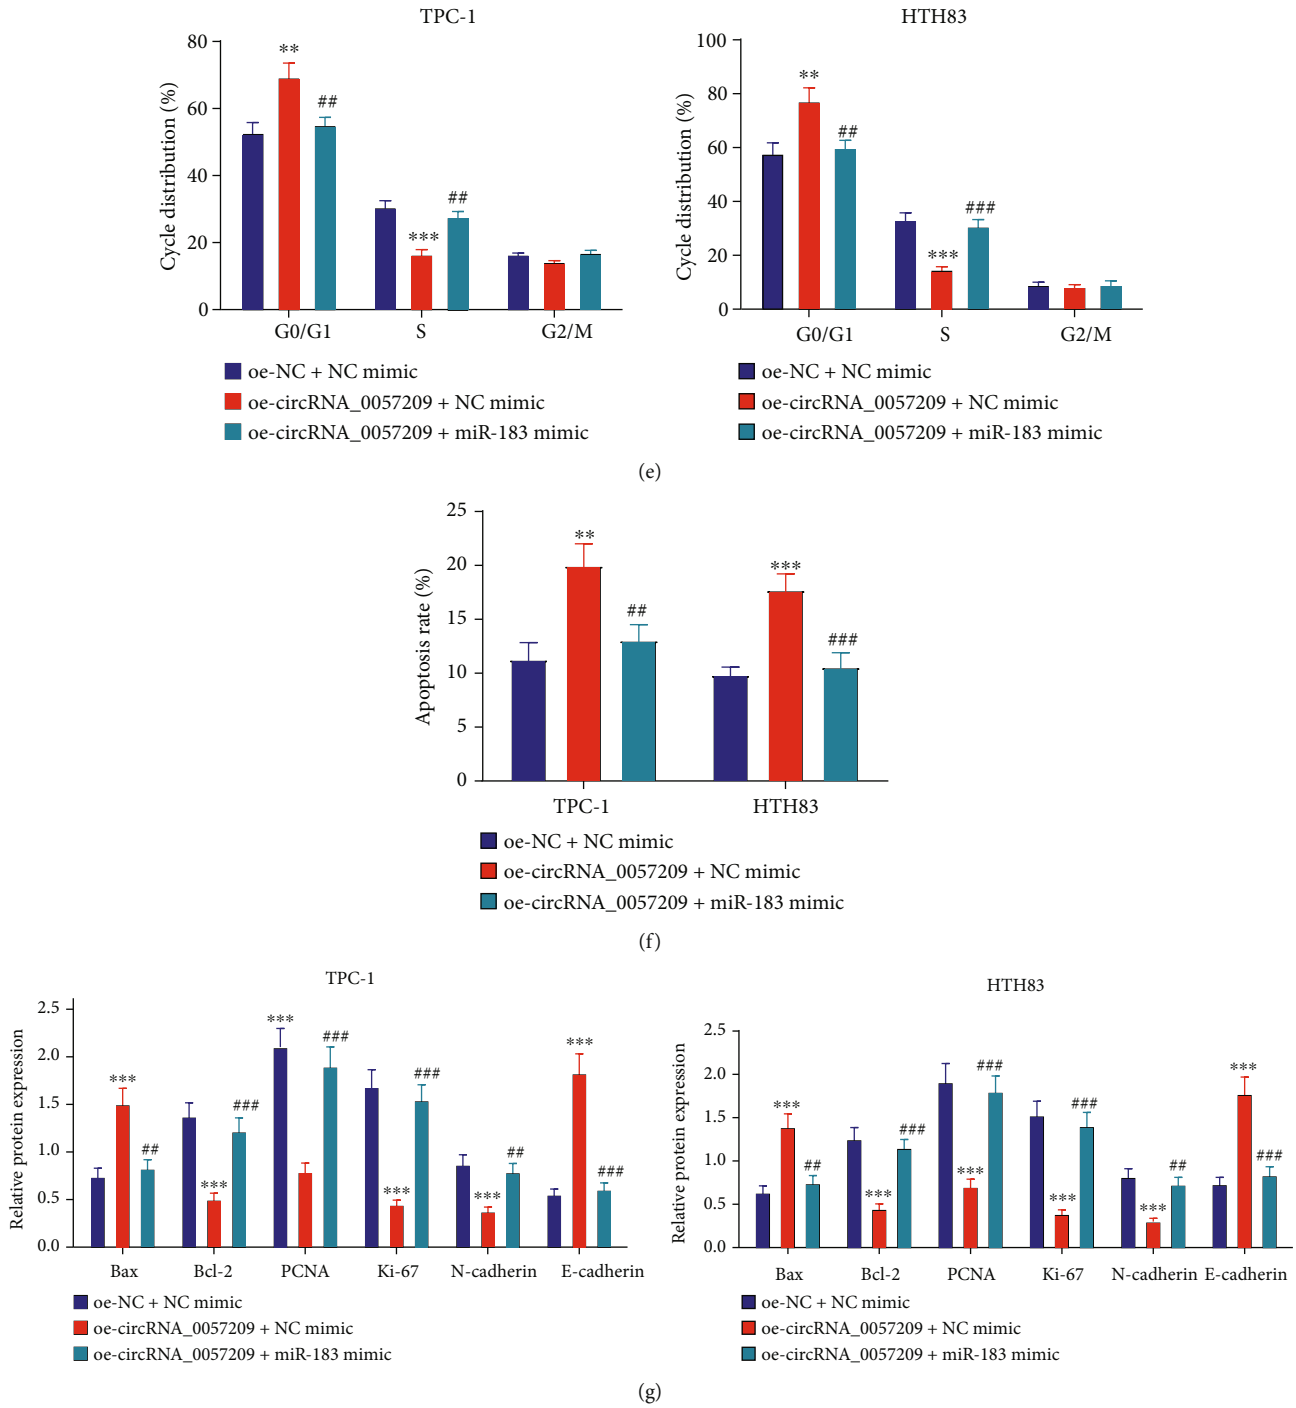 TPC-1
Cycle distribution (%)
80
60
40
20
0
**
##
***
##
G0/G1 S G2/M
oe-NC + NC mimic
oe-circRNA_0057209 + NC mimic
oe-circRNA_0057209 + miR-183 mimic
HTH83
Cycle distribution (%)
100
80
60
40
20
0
**
##
***
###
G0/G1 S G2/M
oe-NC + NC mimic
oe-circRNA_0057209 + NC mimic
oe-circRNA_0057209 + miR-183 mimic
(e)
Apoptosis rate (%)
25
20
15
10
5
0
**
##
***
###
TPC-1 HTH83
oe-NC + NC mimic
oe-circRNA_0057209 + NC mimic
oe-circRNA_0057209 + miR-183 mimic
(f)
TPC-1
Relative protein expression
2.5
2.0
1.5
1.0
0.5
0.0
***
##
***
###
***
###
***
###
***
##
***
###
Bax Bcl-2 PCNA Ki-67 N-cadherin E-cadherin
oe-NC + NC mimic
oe-circRNA_0057209 + NC mimic
oe-circRNA_0057209 + miR-183 mimic
HTH83
Relative protein expression
2.5
2.0
1.5
1.0
0.5
0.0
***
##
***
###
***
###
***
###
***
##
***
###
Bax Bcl-2 PCNA Ki-67 N-cadherin E-cadherin
oe-NC + NC mimic
oe-circRNA_0057209 + NC mimic
oe-circRNA_0057209 + miR-183 mimic
(g)